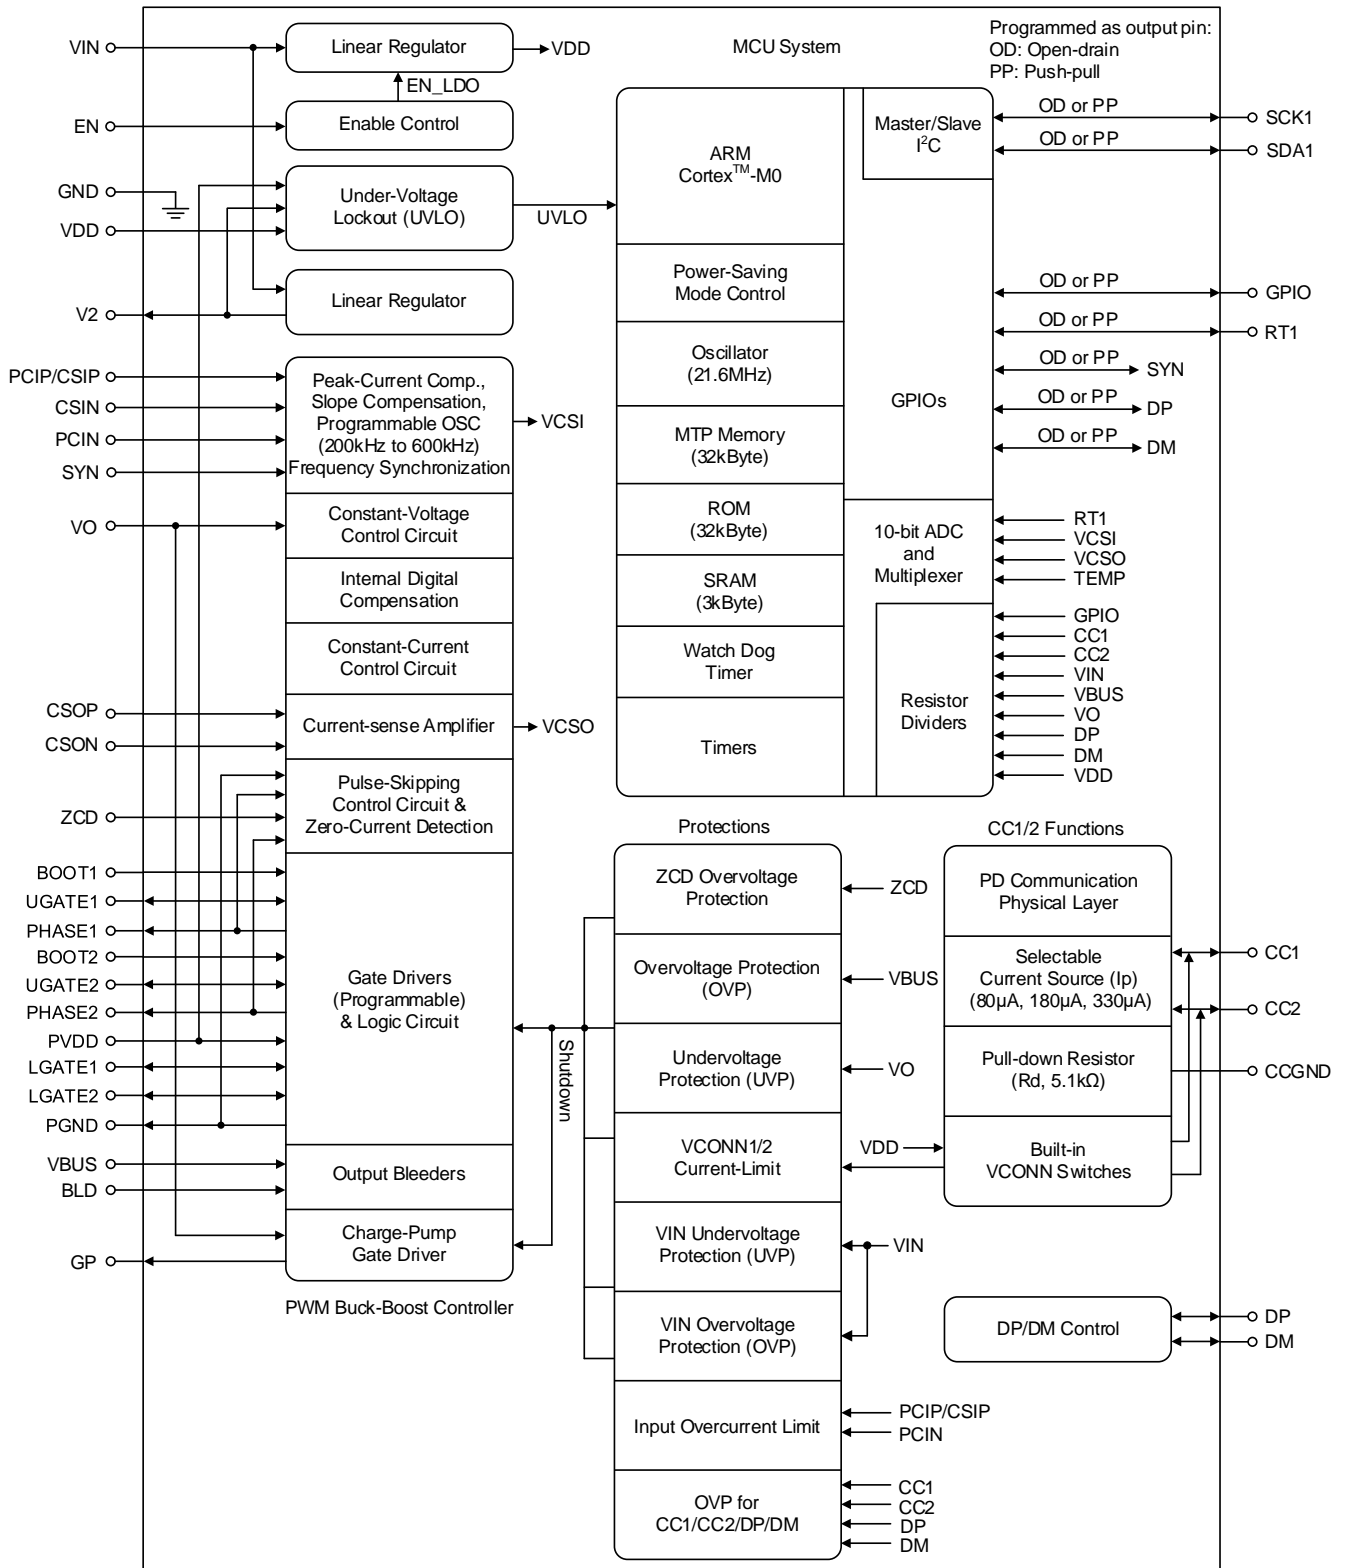 Programmed as output pin:
OD: Open-drain
PP: Push-pull
MCU System
VIN
Linear Regulator
VDD
EN_LDO
EN
Enable Control
GND
VDD
Under-Voltage
Lockout (UVLO)
UVLO
V2
Linear Regulator
PCIP/CSIP
CSIN
PCIN
SYN
Peak-Current Comp.,
Slope Compensation,
Programmable OSC
(200kHz to 600kHz)
Frequency Synchronization
VCSI
VO
Constant-Voltage
Control Circuit
Internal Digital
Compensation
Constant-Current
Control Circuit
CSOP
CSON
Current-sense Amplifier
VCSO
ZCD
Pulse-Skipping
Control Circuit &
Zero-Current Detection
BOOT1
UGATE1
PHASE1
BOOT2
UGATE2
PHASE2
PVDD
LGATE1
LGATE2
PGND
Gate Drivers
(Programmable)
& Logic Circuit
Shutdown
VBUS
BLD
Output Bleeders
GP
Charge-Pump
Gate Driver
PWM Buck-Boost Controller
ARM
Cortex™-M0
Power-Saving
Mode Control
Oscillator
(21.6MHz)
MTP Memory
(32kByte)
ROM
(32kByte)
SRAM
(3kByte)
Watch Dog
Timer
Timers
Master/Slave
I²C
GPIOs
10-bit ADC
and
Multiplexer
Resistor
Dividers
OD or PP
SCK1
OD or PP
SDA1
OD or PP
GPIO
OD or PP
RT1
OD or PP
SYN
OD or PP
DP
OD or PP
DM
RT1
VCSI
VCSO
TEMP
GPIO
CC1
CC2
VIN
VBUS
VO
DP
DM
VDD
Protections
ZCD Overvoltage
Protection
ZCD
Overvoltage Protection
(OVP)
VBUS
Undervoltage
Protection (UVP)
VO
VCONN1/2
Current-Limit
VDD
VIN Undervoltage
Protection (UVP)
VIN
VIN Overvoltage
Protection (OVP)
Input Overcurrent Limit
PCIP/CSIP
PCIN
OVP for
CC1/CC2/DP/DM
CC1
CC2
DP
DM
CC1/2 Functions
PD Communication
Physical Layer
Selectable
Current Source (Ip)
(80µA, 180µA, 330µA)
CC1
CC2
Pull-down Resistor
(Rd, 5.1kΩ)
CCGND
Built-in
VCONN Switches
DP/DM Control
DP
DM